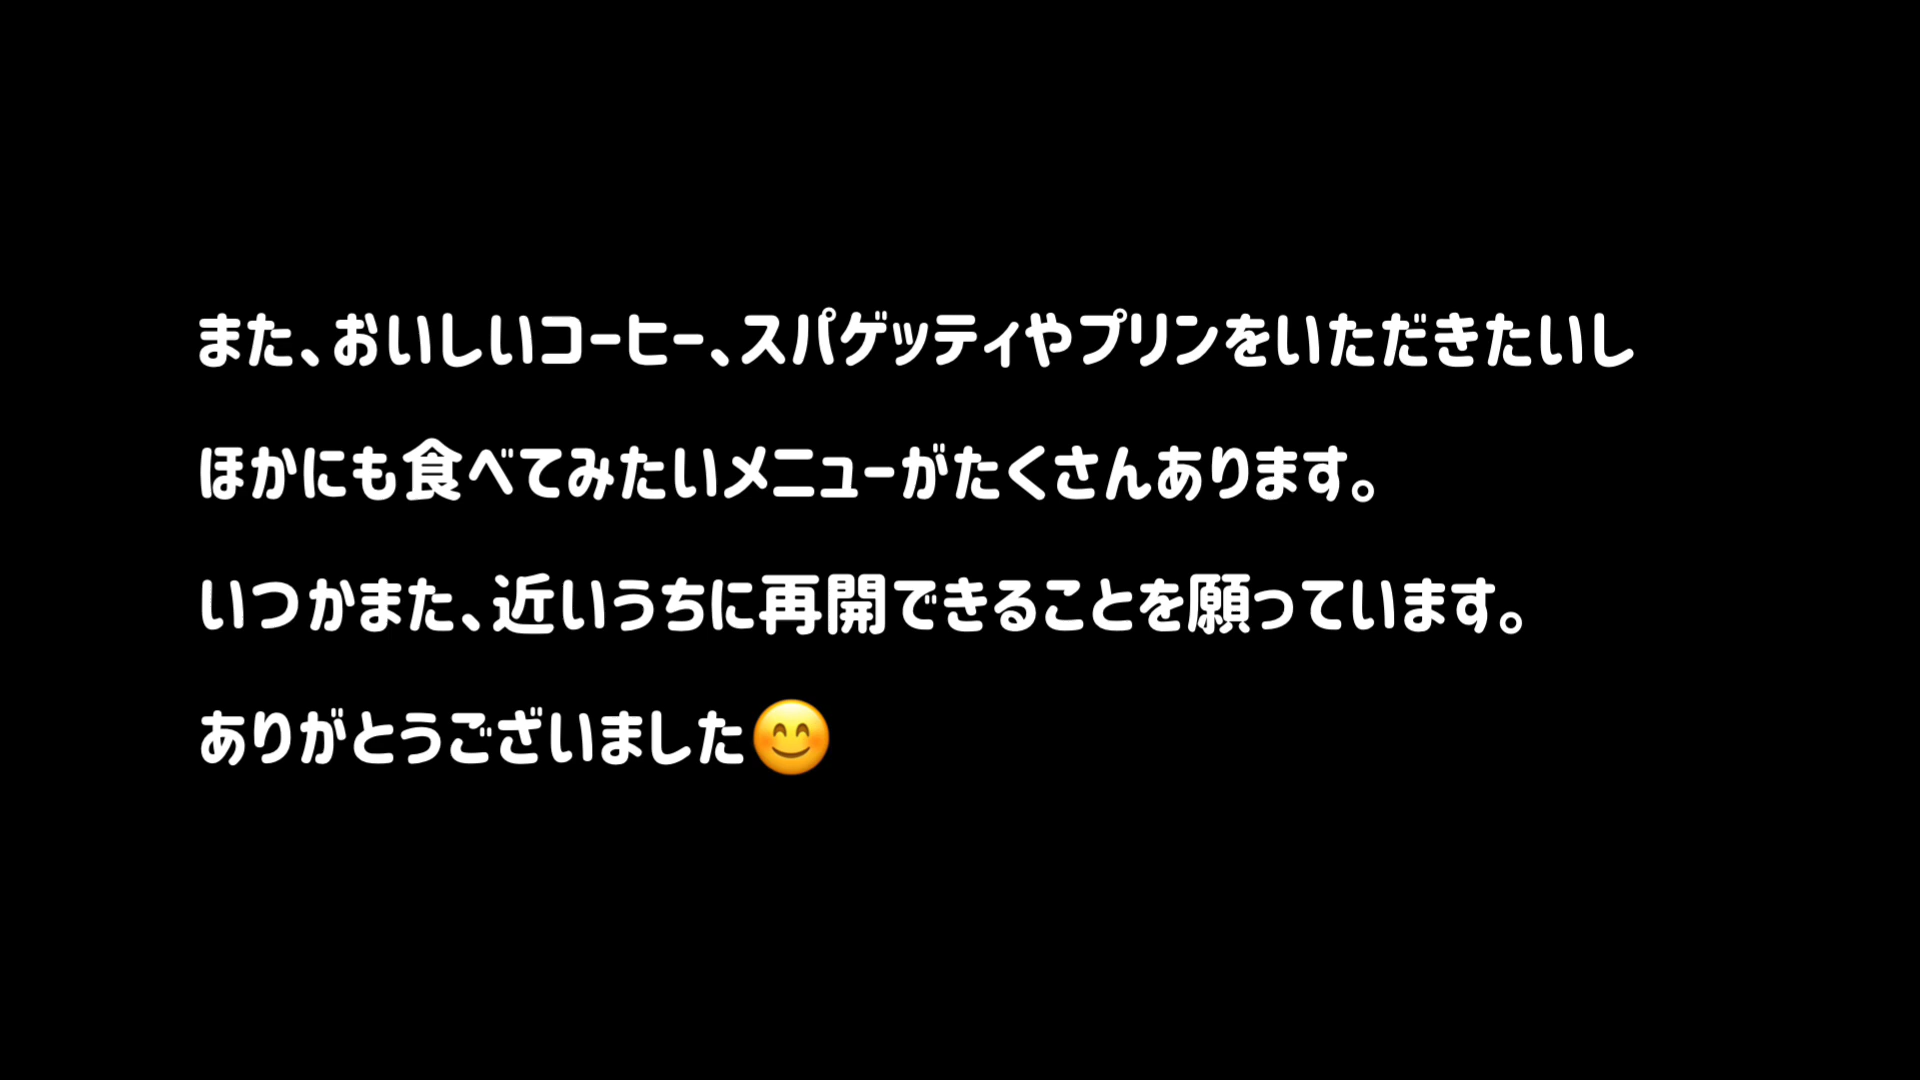 また、おいしいコーヒー、スパゲッティやプリンをいただきたいし
ほかにも食べてみたいメニューがたくさんあります。
いつかまた、近いうちに再開できることを願っています。
ありがとうございました😊